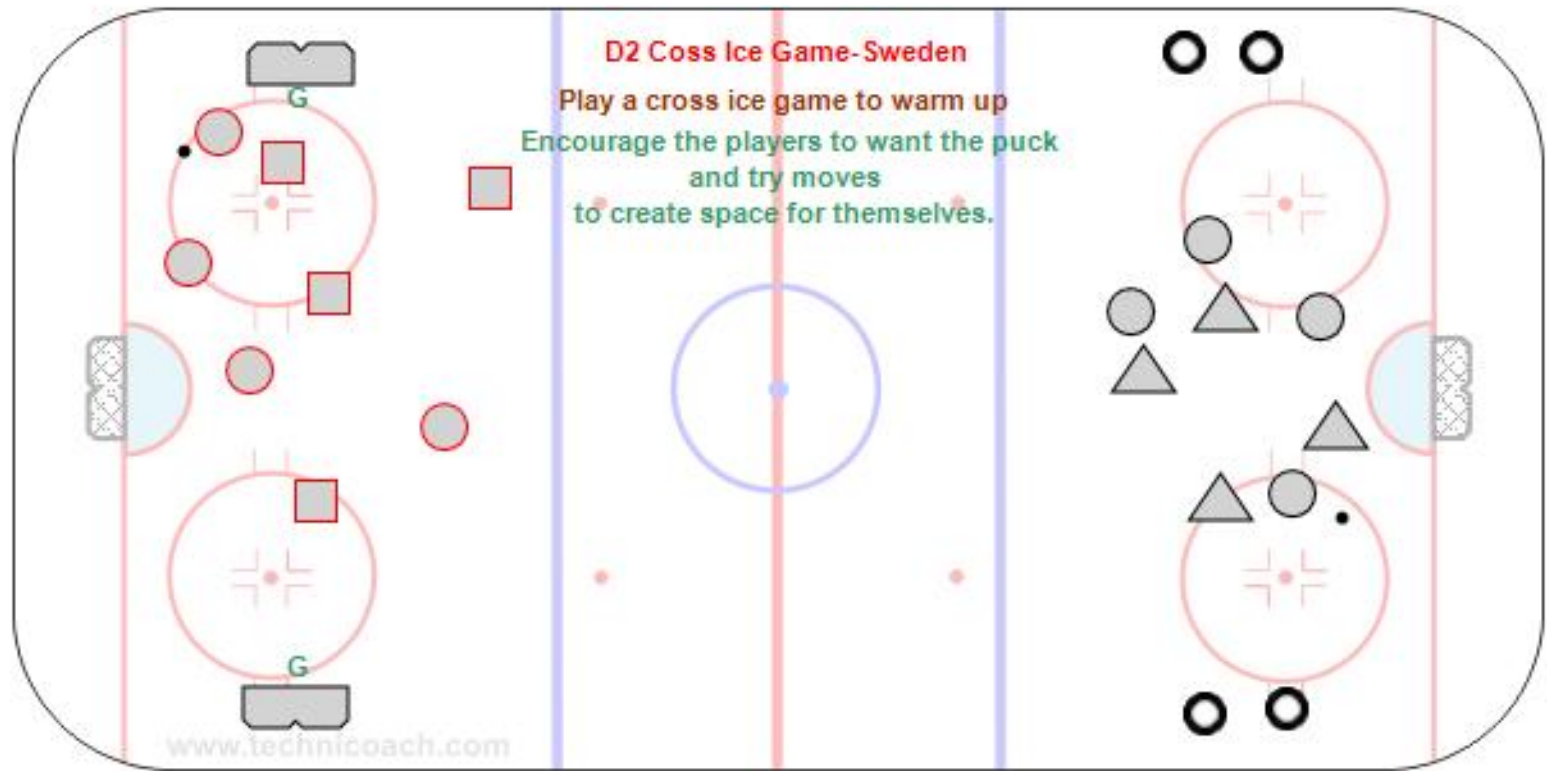 D2 Coss Ice Game-Sweden
Play a cross ice game to warm up
Encourage the players to want the puck
and try moves
to create space for themselves.
G
G
www.technicoach.com